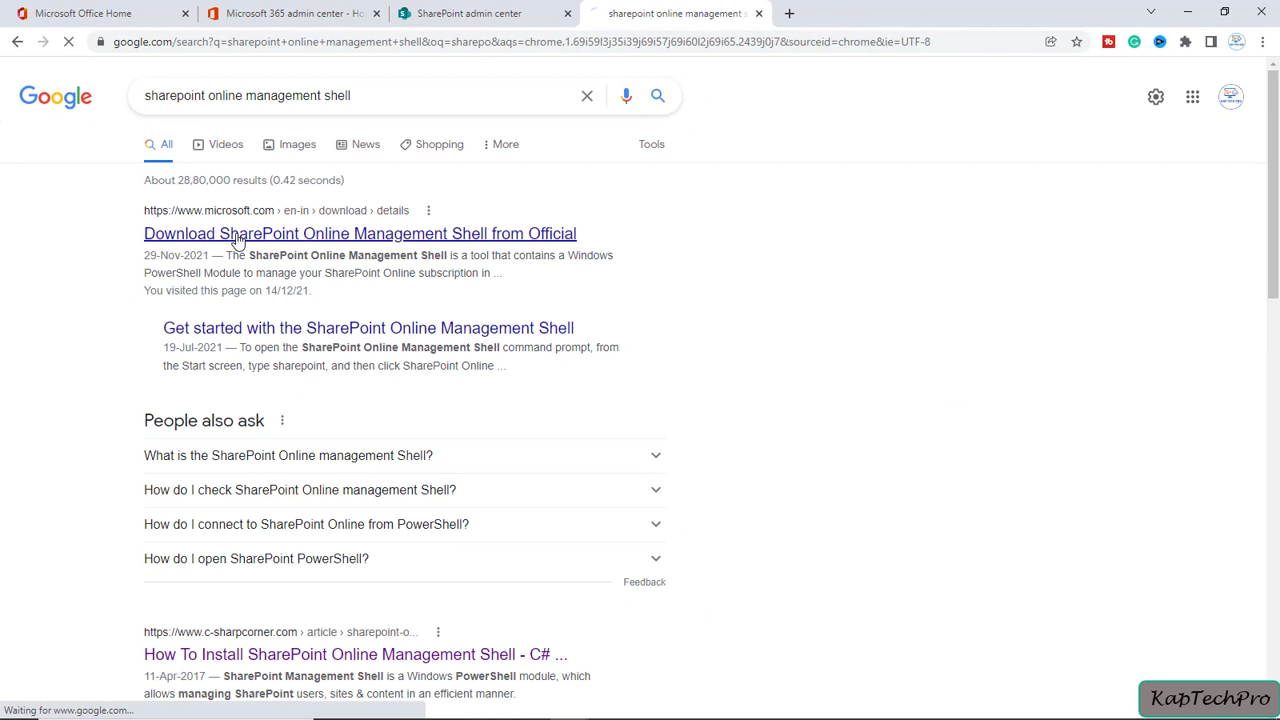 Microsoft Office Home
Microsoft 365 admin center - Ho
SharePoint admin center
sharepoint online management s
google.com/search?q=sharepoint+online+management+shell&oq=sharepo&aqs=chrome.1.69i59l3j35i39j69i57j69i60l2j69i65.2439j0j7&sourceid=chrome&ie=UTF-8
Google
sharepoint online management shell
All
Videos
Images
News
Shopping
More
Tools
About 28,80,000 results (0.42 seconds)
https://www.microsoft.com › en-in › download › details
Download SharePoint Online Management Shell from Official
29-Nov-2021 — The SharePoint Online Management Shell is a tool that contains a Windows
PowerShell Module to manage your SharePoint Online subscription in ...
You visited this page on 14/12/21.
Get started with the SharePoint Online Management Shell
19-Jul-2021 — To open the SharePoint Online Management Shell command prompt, from
the Start screen, type sharepoint, and then click SharePoint Online ...
People also ask
What is the SharePoint Online management Shell?
How do I check SharePoint Online management Shell?
How do I connect to SharePoint Online from PowerShell?
How do I open SharePoint PowerShell?
Feedback
https://www.c-sharpcorner.com › article › sharepoint-o...
How To Install SharePoint Online Management Shell - C# ...
11-Apr-2017 — SharePoint Management Shell is a Windows PowerShell module, which
allows managing SharePoint users, sites & content in an efficient manner.
Waiting for www.google.com...
KapTechPro